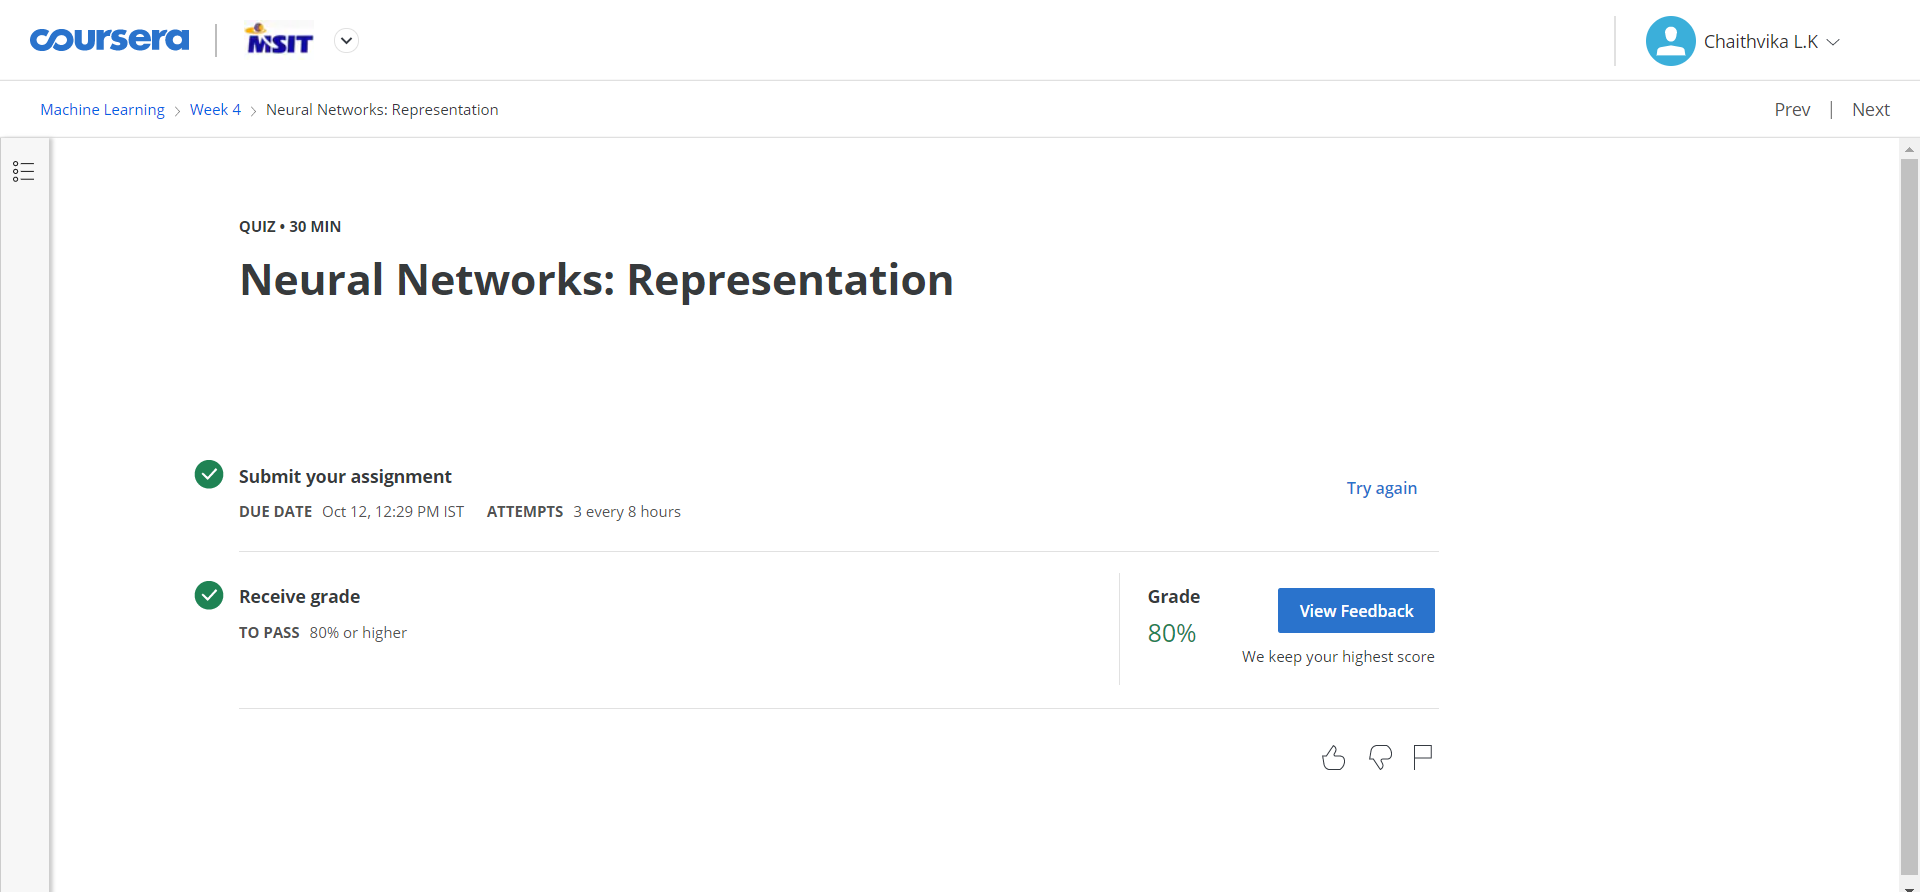 coursera MSIT Chaithvika L.K
Machine Learning Week 4 Neural Networks: Representation Prev | Next
QUIZ • 30 MIN
Neural Networks: Representation
Submit your assignment
Try again
DUE DATE Oct 12, 12:29 PM IST ATTEMPTS 3 every 8 hours
Receive grade
TO PASS 80% or higher
Grade
80%
View Feedback
We keep your highest score